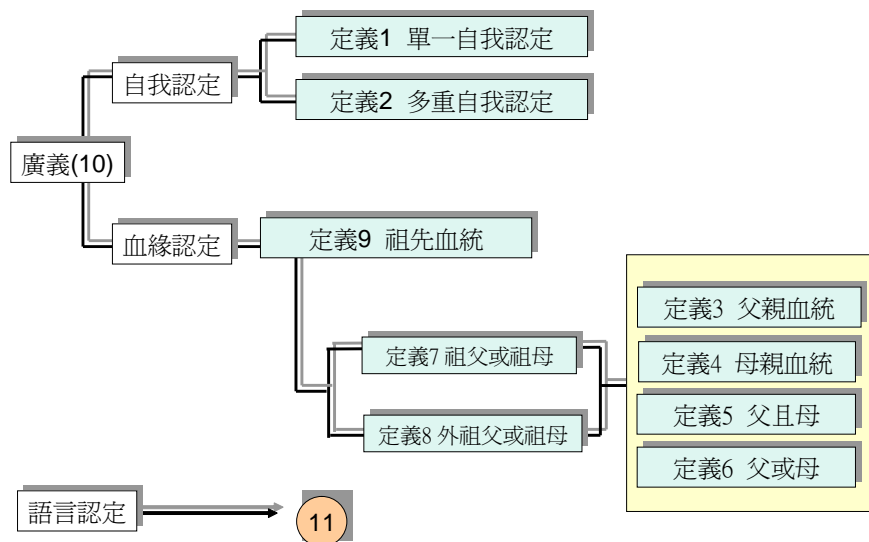 定義1 單一自我認定
自我認定
定義2 多重自我認定
廣義(10)
血緣認定
定義9 祖先血統
定義3 父親血統
定義7 祖父或祖母
定義4 母親血統
定義5 父且母
定義8 外祖父或祖母
定義6 父或母
語言認定
11